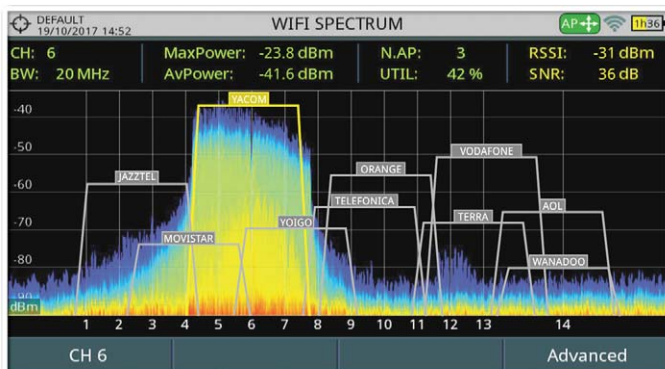 DEFAULT
19/10/2017 14:52
WIFI SPECTRUM
AP
1h36
CH: 6
MaxPower: -23.8 dBm
N.AP: 3
RSSI: -31 dBm
BW: 20 MHz
AvPower: -41.6 dBm
UTIL: 42 %
SNR: 36 dB
-40
YACOM
-50
VODAFONE
JAZZTEL
ORANGE
-60
TELEFONICA
AOL
-70
TERRA
MOVISTAR
YOIGO
-80
WANADOO
-90
dBm
1 2 3 4 5 6 7 8 9 10 11 12 13 14
CH 6
Advanced